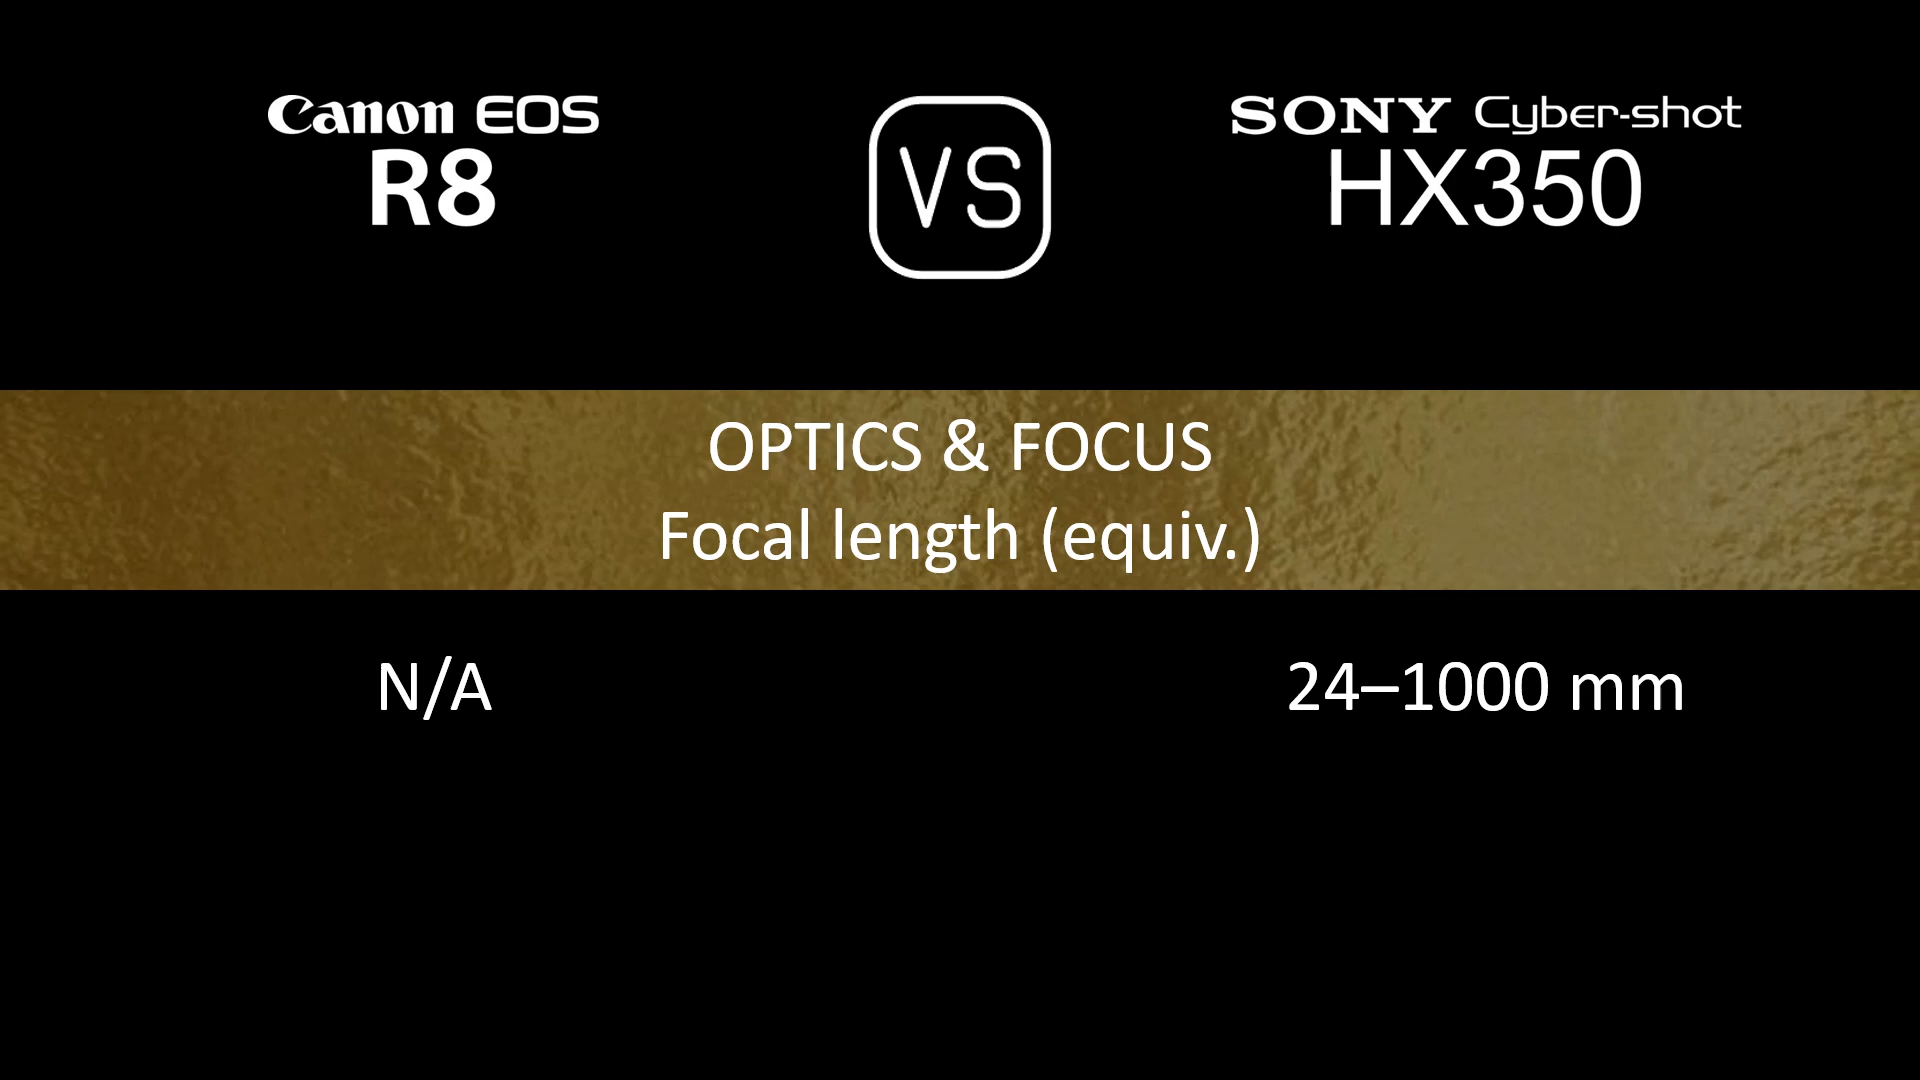 Canon EOS
R8
VS
SONY Cyber-shot
HX350
OPTICS & FOCUS
Focal length (equiv.)
N/A
24–1000 mm